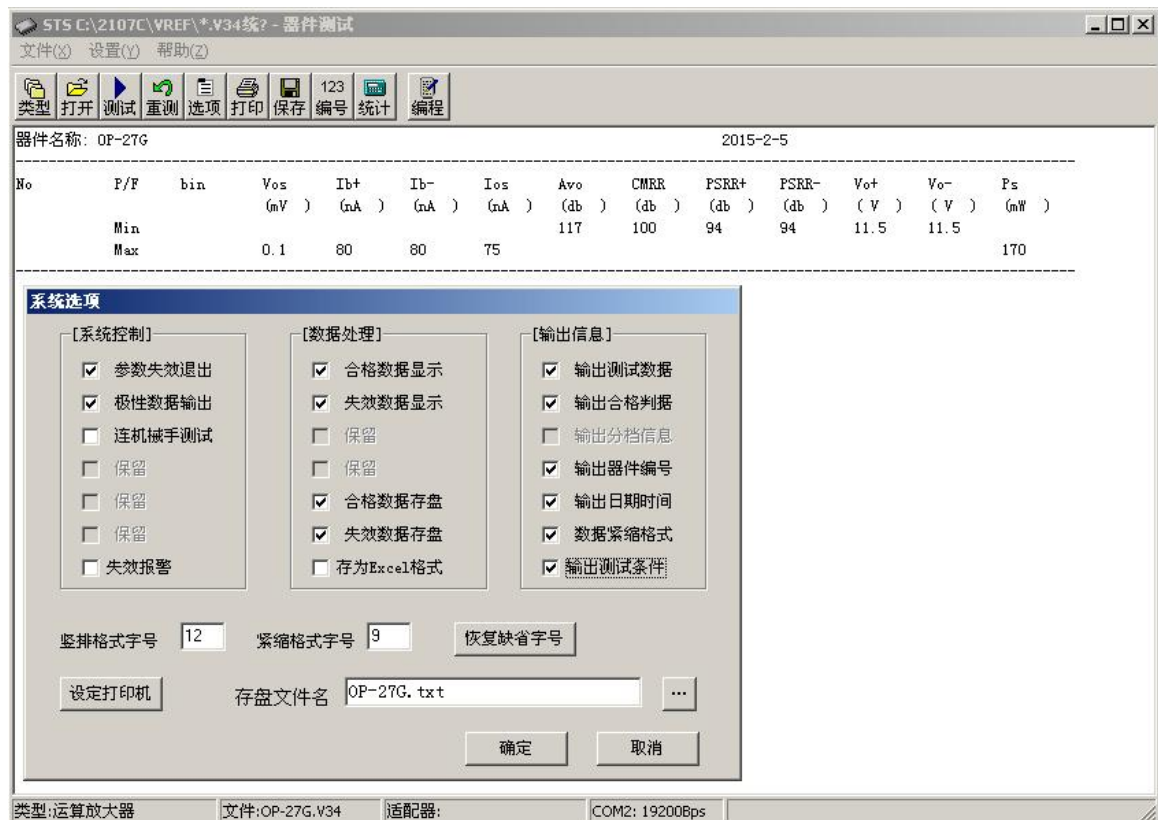 STS C:\2107C\VREF\*.V34统? - 器件测试
文件(X) 设置(Y) 帮助(Z)
类型 打开 测试 重测 选项 打印 保存 123 编号 统计 编程
器件名称: OP-27G 2015-2-5
No P/F bin Vos Ib+ Ib- Ios Avo CMRR PSRR+ PSRR- Vo+ Vo- Ps
(mV ) (nA ) (nA ) (nA ) (db ) (db ) (db ) (db ) ( V ) ( V ) (mW )
Min 117 100 94 94 11.5 11.5
Max 0.1 80 80 75 170
系统选项
[系统控制] [数据处理] [输出信息]
参数失效退出 合格数据显示 输出测试数据
极性数据输出 失效数据显示 输出合格判据
连机械手测试 保留 输出分档信息
保留 保留 输出器件编号
保留 合格数据存盘 输出日期时间
保留 失效数据存盘 数据紧缩格式
失效报警 存为Excel格式 输出测试条件
竖排格式字号 12 紧缩格式字号 9 恢复缺省字号
设定打印机 存盘文件名 OP-27G.txt ...
确定 取消
类型:运算放大器 文件:OP-27G.V34 适配器: COM2: 19200Bps